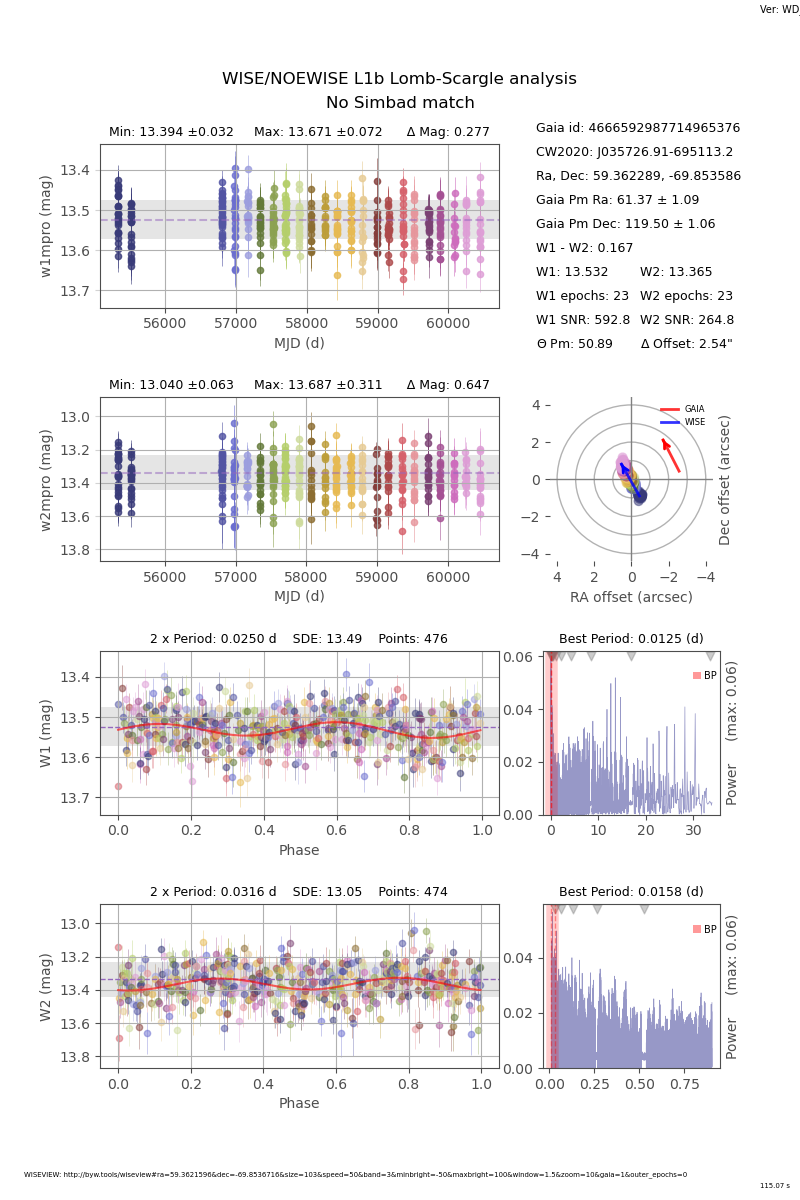 Ver: WD_
WISE/NOEWISE L1b Lomb-Scargle analysis
No Simbad match
Min: 13.394 ±0.032 Max: 13.671 ±0.072 Δ Mag: 0.277
13.4
13.5
13.6
13.7
w1mpro (mag)
56000 57000 58000 59000 60000
MJD (d)
Gaia id: 4666592987714965376
CW2020: J035726.91-695113.2
Ra, Dec: 59.362289, -69.853586
Gaia Pm Ra: 61.37 ± 1.09
Gaia Pm Dec: 119.50 ± 1.06
W1 - W2: 0.167
W1: 13.532 W2: 13.365
W1 epochs: 23 W2 epochs: 23
W1 SNR: 592.8 W2 SNR: 264.8
Θ Pm: 50.89 Δ Offset: 2.54"
Min: 13.040 ±0.063 Max: 13.687 ±0.311 Δ Mag: 0.647
13.0
13.2
13.4
13.6
13.8
w2mpro (mag)
56000 57000 58000 59000 60000
MJD (d)
GAIA
WISE
4
2
0
−2
−4
Dec offset (arcsec)
4 2 0 −2 −4
RA offset (arcsec)
2 x Period: 0.0250 d SDE: 13.49 Points: 476
13.4
13.5
13.6
13.7
W1 (mag)
0.0 0.2 0.4 0.6 0.8 1.0
Phase
Best Period: 0.0125 (d)
BP
0.06
0.04
0.02
0.00
Power (max: 0.06)
0 10 20 30
2 x Period: 0.0316 d SDE: 13.05 Points: 474
13.0
13.2
13.4
13.6
13.8
W2 (mag)
0.0 0.2 0.4 0.6 0.8 1.0
Phase
Best Period: 0.0158 (d)
BP
0.04
0.02
0.00
Power (max: 0.06)
0.00 0.25 0.50 0.75
WISEVIEW: http://byw.tools/wiseview#ra=59.3621596&dec=-69.8536716&size=103&speed=50&band=3&minbright=-50&maxbright=100&window=1.5&zoom=10&gaia=1&outer_epochs=0
115.07 s